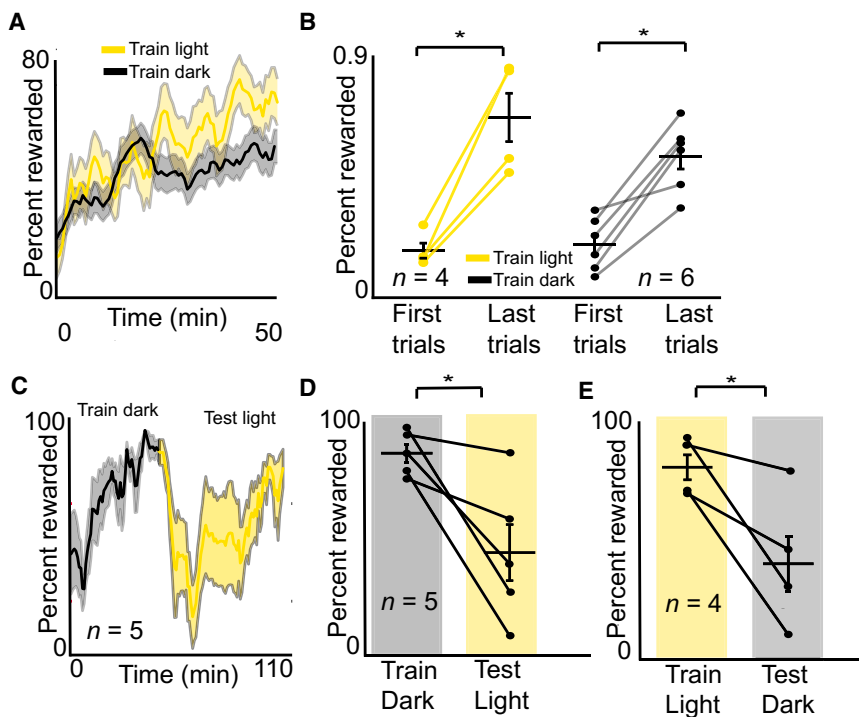 A
80
Percent rewarded
0
Train light
Train dark
0
Time (min)
50
B
0.9
Percent rewarded
0
*
*
n = 4
Train light
Train dark
n = 6
First trials
Last trials
First trials
Last trials
C
100
Percent rewarded
0
Train dark
Test light
n = 5
0
Time (min)
110
D
100
Percent rewarded
0
*
n = 5
Train
Dark
Test
Light
E
100
Percent rewarded
0
*
n = 4
Train
Light
Test
Dark